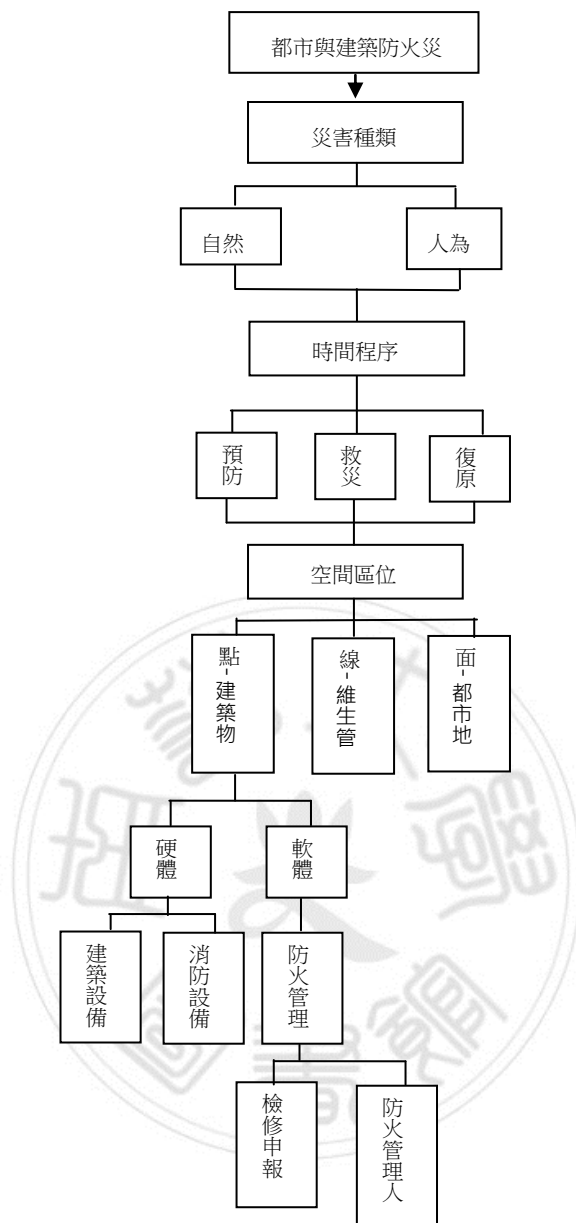 都市與建築防火災
災害種類
自然
人為
時間程序
預防
救災
復原
空間區位
點-建築物
線-維生管
面-都市地
硬體
軟體
建築設備
消防設備
防火管理
檢修申報
防火管理人